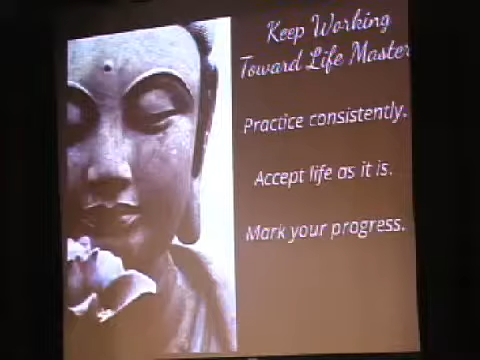 Keep Working
Toward Life Master
Practice consistently.
Accept life as it is.
Mark your progress.